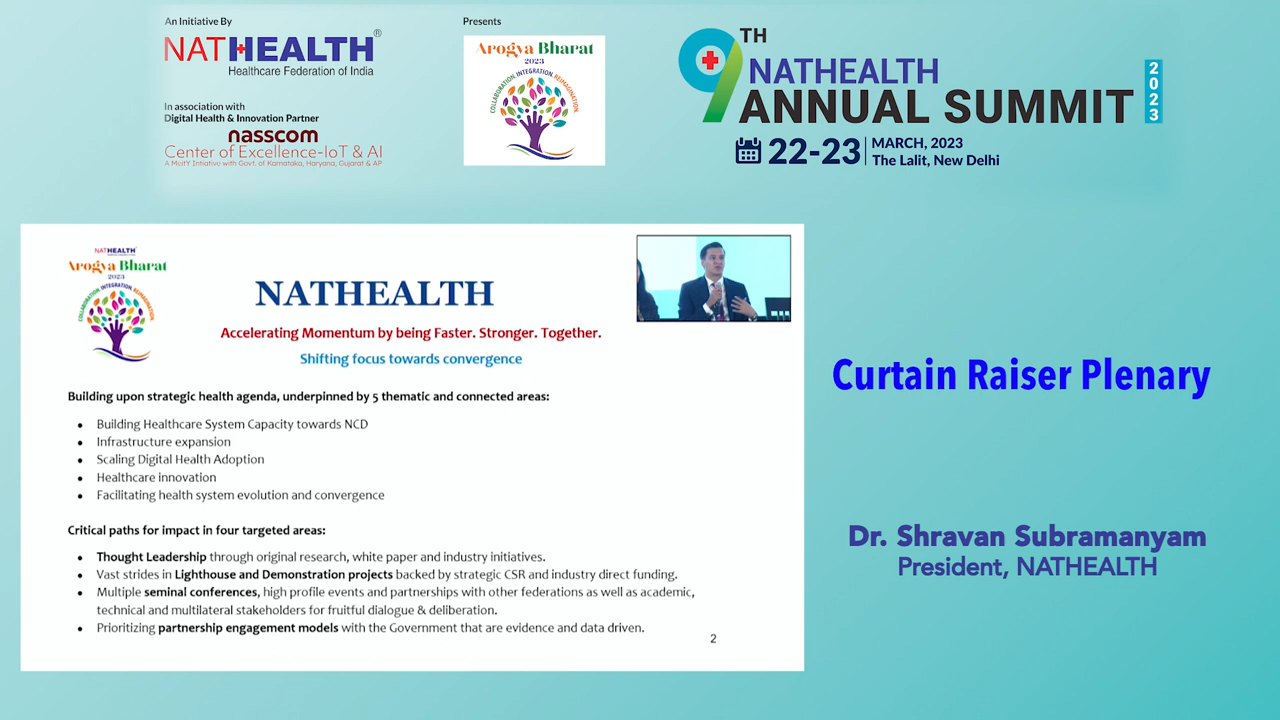 An Initiative By
NATHEALTH®
Healthcare Federation of India
In association with
Digital Health & Innovation Partner
nasscom
Center of Excellence-IoT & AI
A MeitY Initiative with Govt. of Karnataka, Haryana, Gujarat & AP
Presents
Arogya Bharat
2023
COLLABORATION. INTEGRATION. REIMAGINATION
9TH
NATHEALTH
ANNUAL SUMMIT
2023
22-23
MARCH, 2023
The Lalit, New Delhi
NATHEALTH
Arogya Bharat
2023
COLLABORATION. INTEGRATION. REIMAGINATION
NATHEALTH
Accelerating Momentum by being Faster. Stronger. Together.
Shifting focus towards convergence
Building upon strategic health agenda, underpinned by 5 thematic and connected areas:
• Building Healthcare System Capacity towards NCD
• Infrastructure expansion
• Scaling Digital Health Adoption
• Healthcare innovation
• Facilitating health system evolution and convergence
Critical paths for impact in four targeted areas:
• Thought Leadership through original research, white paper and industry initiatives.
• Vast strides in Lighthouse and Demonstration projects backed by strategic CSR and industry direct funding.
• Multiple seminal conferences, high profile events and partnerships with other federations as well as academic,
technical and multilateral stakeholders for fruitful dialogue & deliberation.
• Prioritizing partnership engagement models with the Government that are evidence and data driven.
2
Curtain Raiser Plenary
Dr. Shravan Subramanyam
President, NATHEALTH